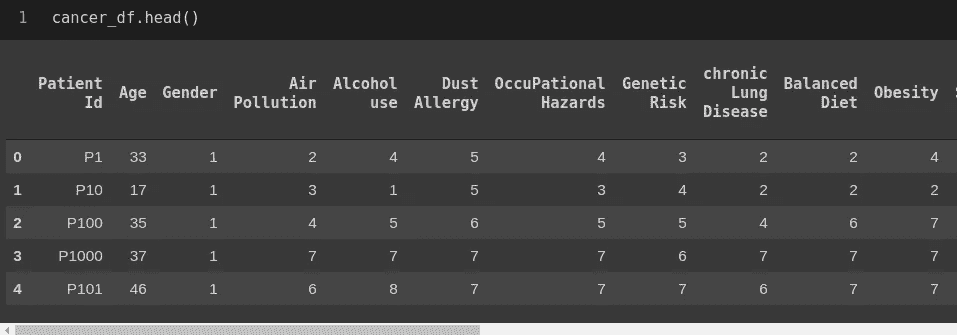 1 cancer_df.head()
Patient Id Age Gender Air Pollution Alcohol use Dust Allergy OccuPational Hazards Genetic Risk chronic Lung Disease Balanced Diet Obesity S
0 P1 33 1 2 4 5 4 3 2 2 4
1 P10 17 1 3 1 5 3 4 2 2 2
2 P100 35 1 4 5 6 5 5 4 6 7
3 P1000 37 1 7 7 7 7 6 7 7 7
4 P101 46 1 6 8 7 7 7 6 7 7